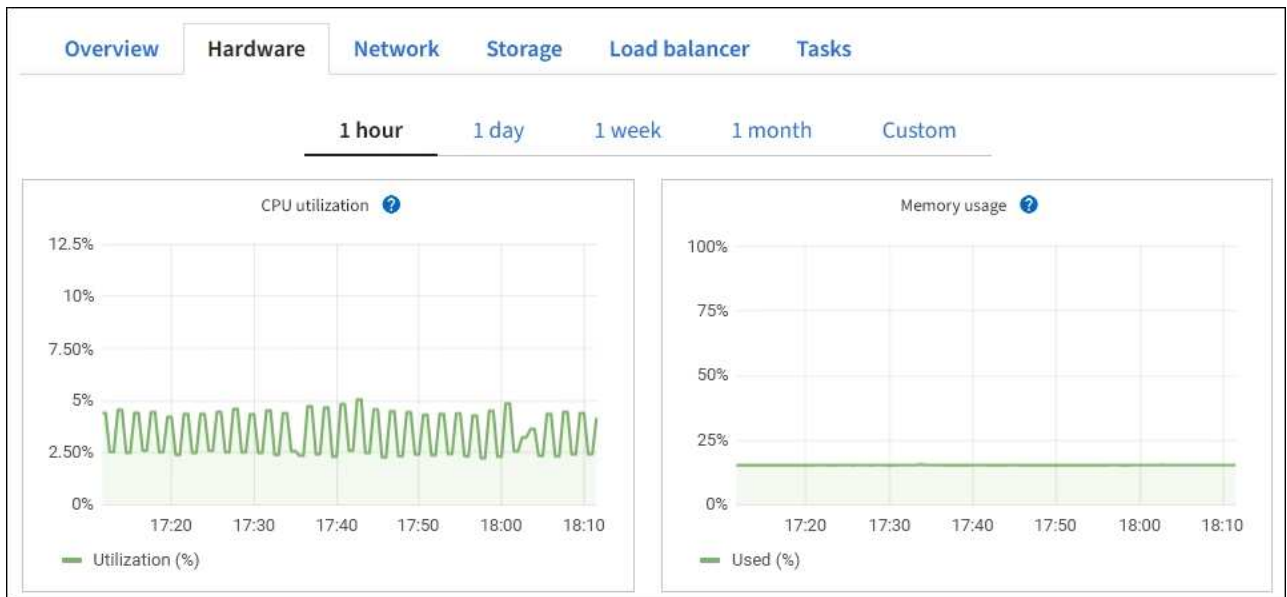 Overview Hardware Network Storage Load balancer Tasks
1 hour 1 day 1 week 1 month Custom
CPU utilization ?
12.5%
10%
7.50%
5%
2.50%
0%
17:20 17:30 17:40 17:50 18:00 18:10
Utilization (%)
Memory usage ?
100%
75%
50%
25%
0%
17:20 17:30 17:40 17:50 18:00 18:10
Used (%)